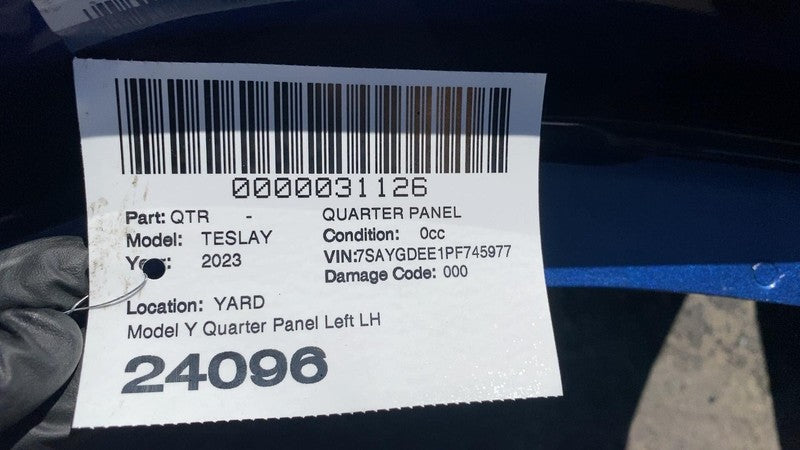 0000031126
Part: QTR - QUARTER PANEL
Model: TESLAY Condition: 0cc
Year: 2023 VIN:7SAYGDEE1PF745977
Damage Code: 000
Location: YARD
Model Y Quarter Panel Left LH
24096